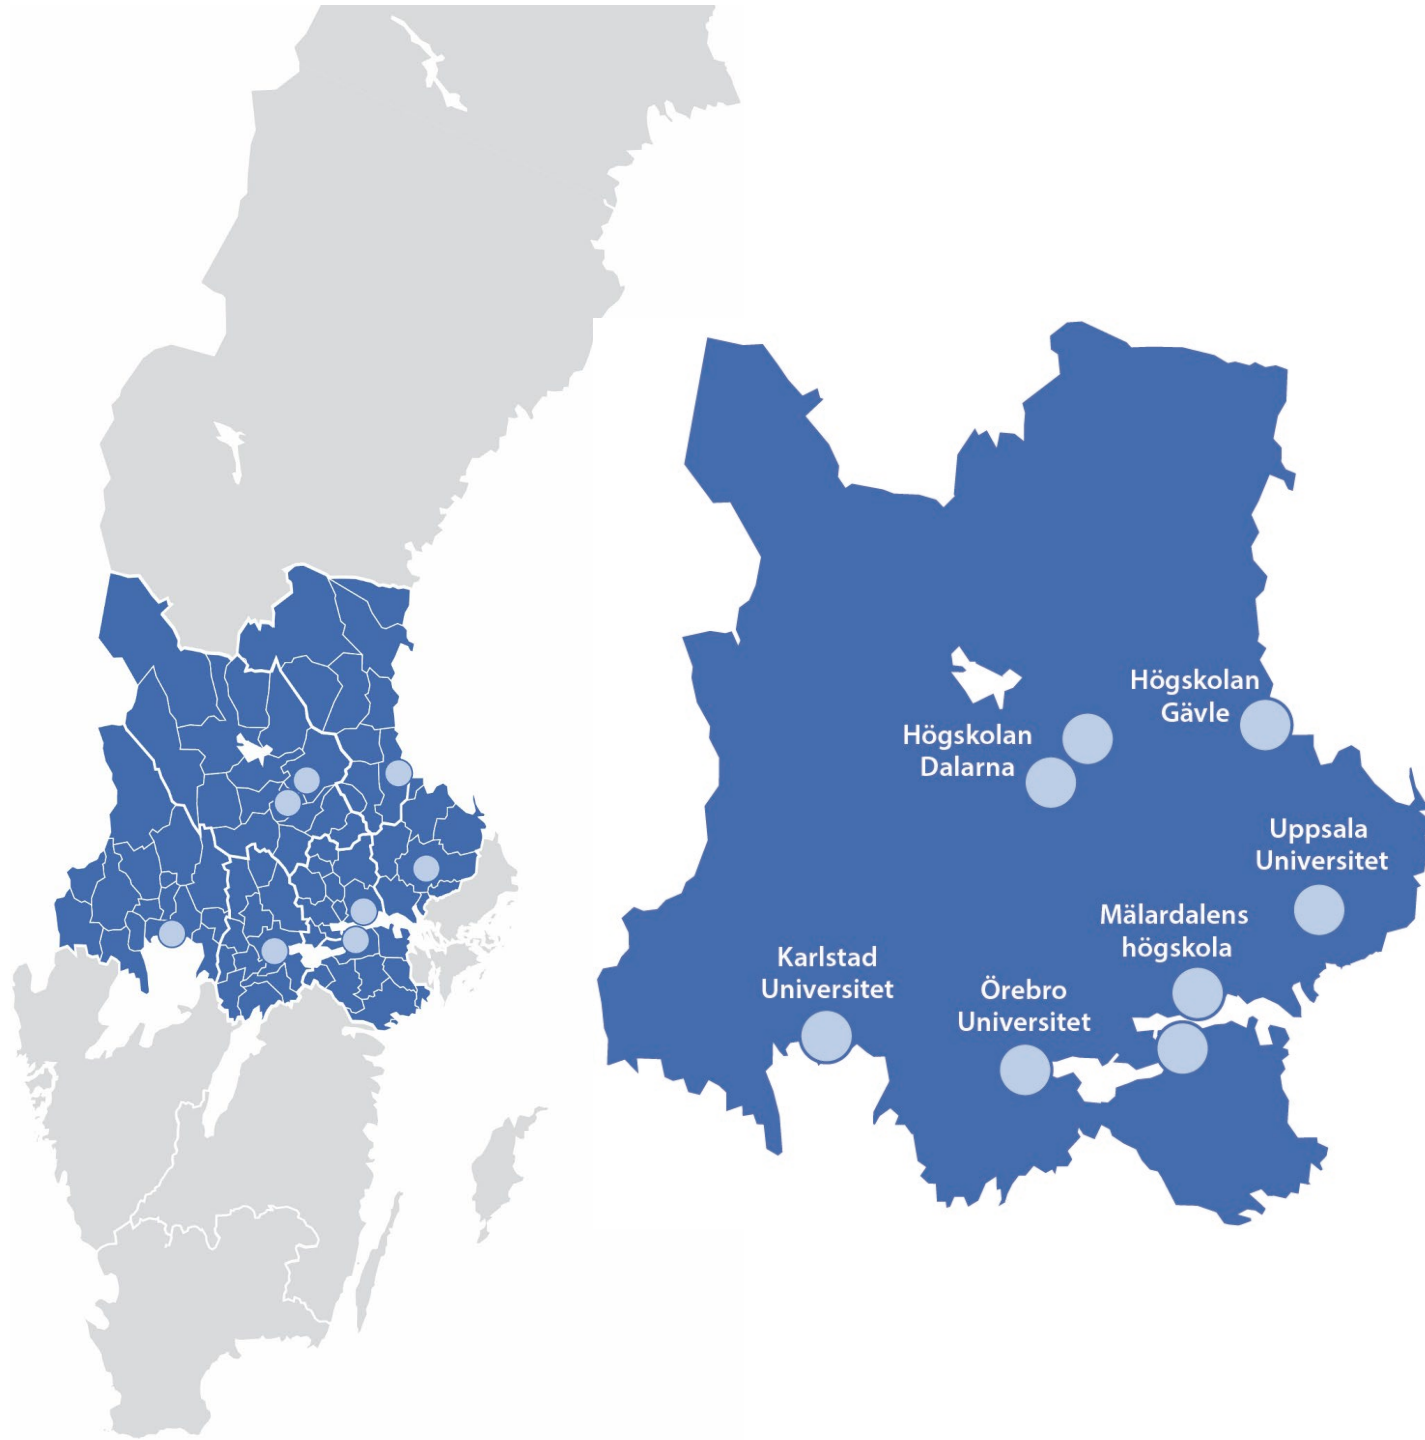 Högskolan
Gävle
Högskolan
Dalarna
Uppsala
Universitet
Mälardalens
högskola
Karlstad
Universitet
Örebro
Universitet